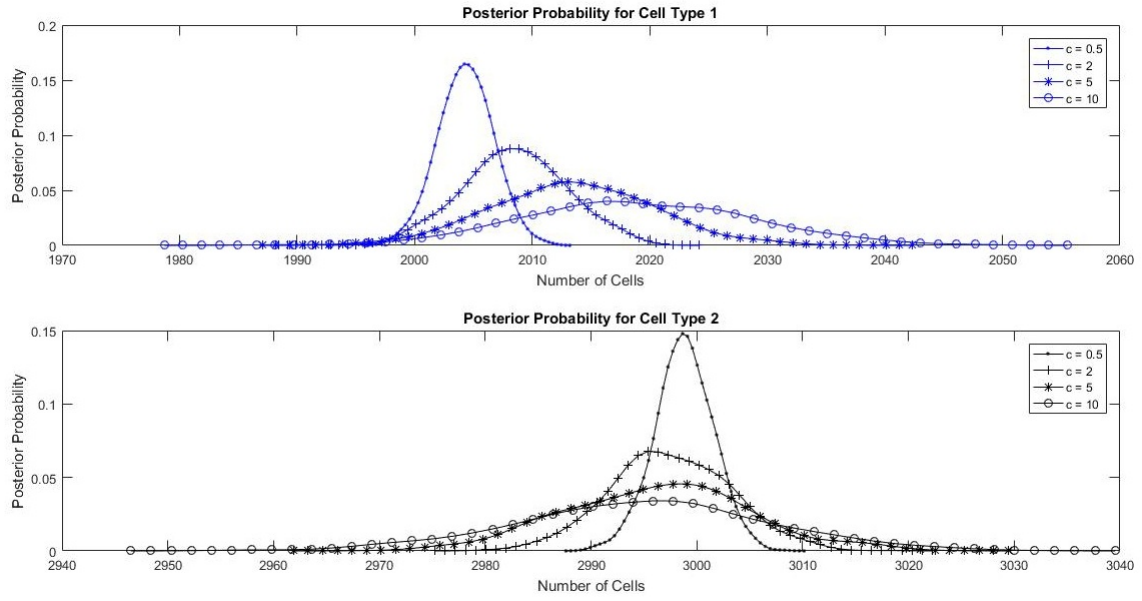 Posterior Probability for Cell Type 1
Posterior Probability
0.2
0.15
0.1
0.05
0
1970 1980 1990 2000 2010 2020 2030 2040 2050 2060
Number of Cells
c = 0.5
c = 2
c = 5
c = 10
Posterior Probability for Cell Type 2
Posterior Probability
0.15
0.1
0.05
0
2940 2950 2960 2970 2980 2990 3000 3010 3020 3030 3040
Number of Cells
c = 0.5
c = 2
c = 5
c = 10